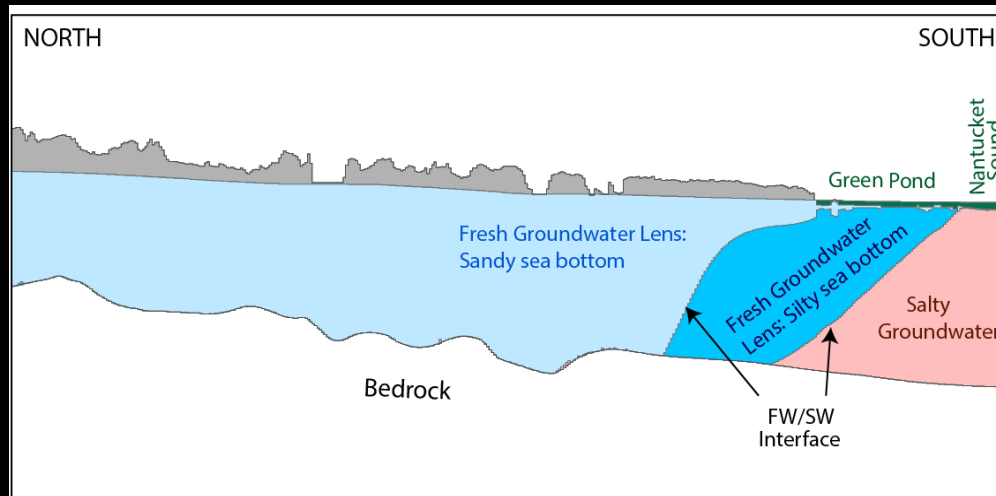 NORTH
SOUTH
Nantucket
Sound
Green Pond
Fresh Groundwater Lens:
Sandy sea bottom
Fresh Groundwater
Lens: Silty sea bottom
Salty
Groundwater
Bedrock
FW/SW
Interface